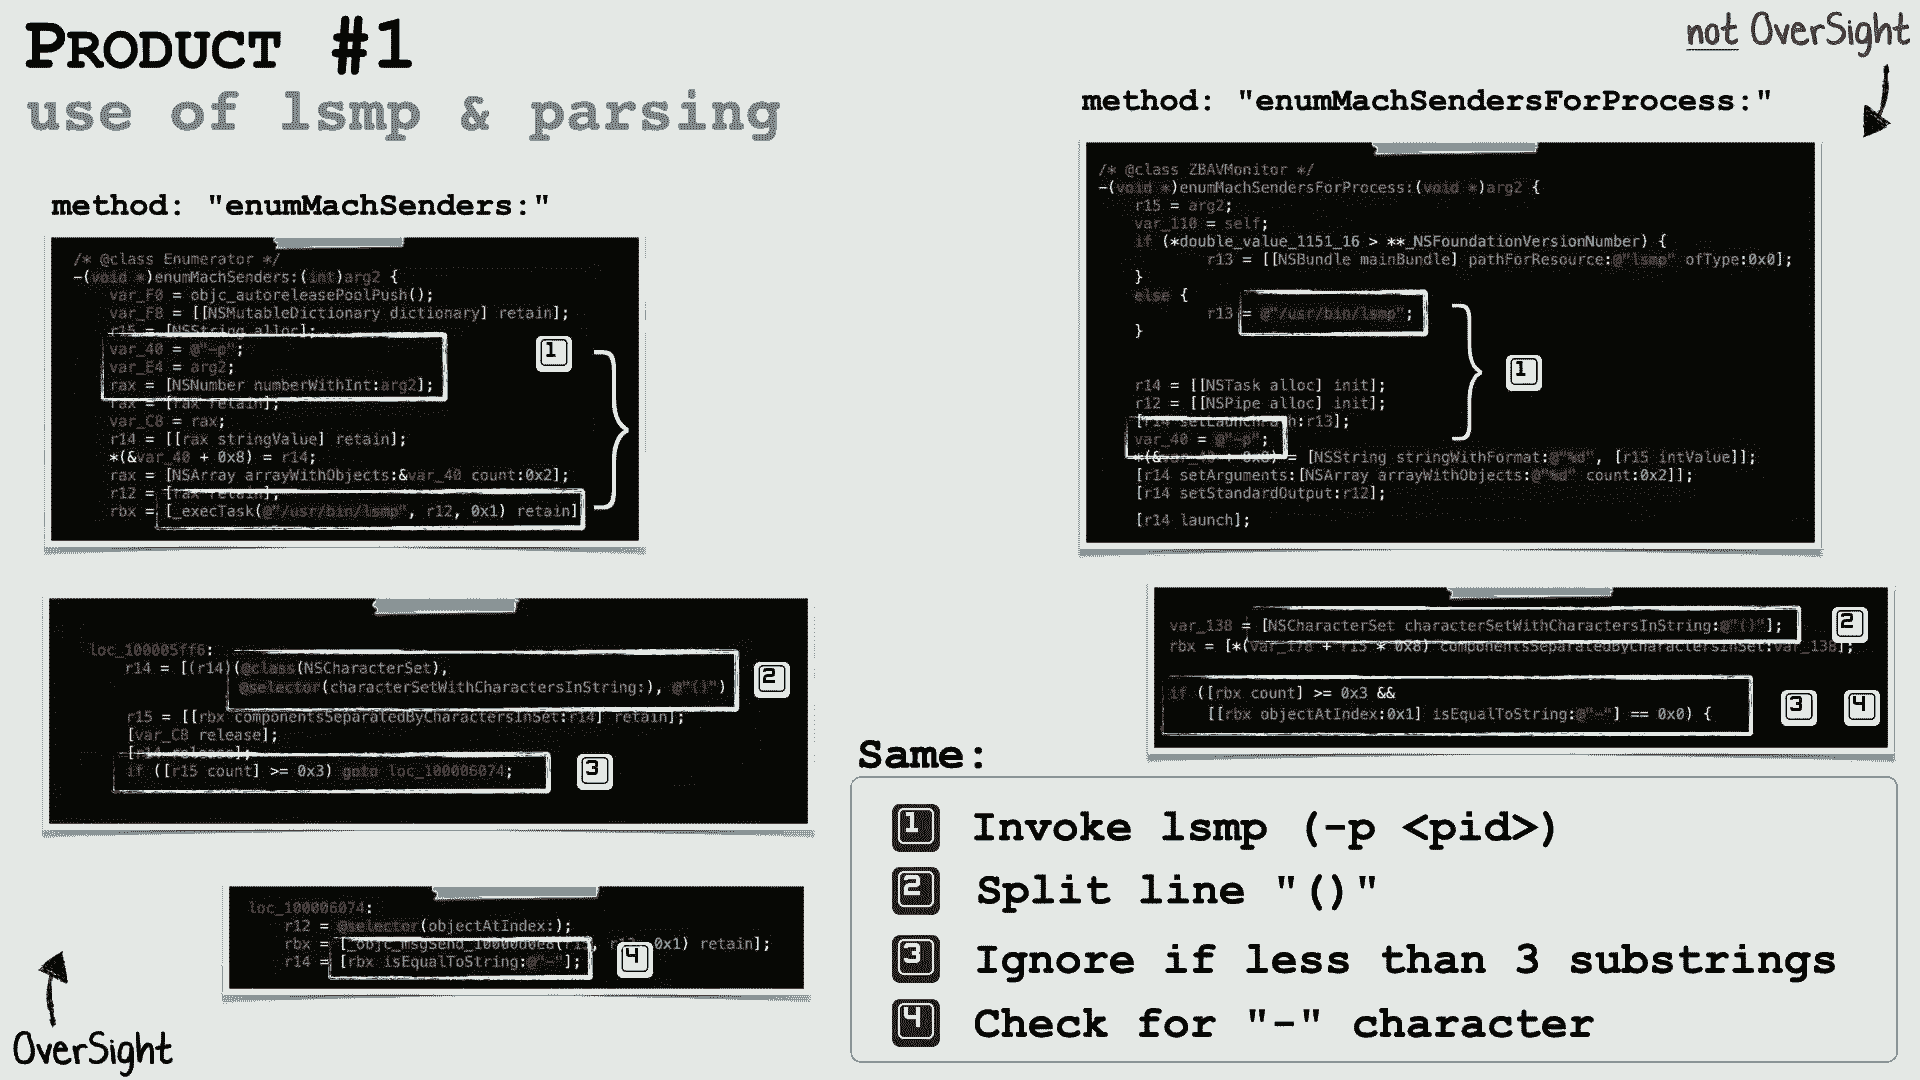 PRODUCT #1
use of lsmp & parsing
not OverSight
method: "enumMachSendersForProcess:"
/* @class ZBAVMonitor */
-(void *)enumMachSendersForProcess:(void *)arg2 {
r15 = arg2;
var_110 = self;
if (*double_value_1151_16 > **_NSFoundationVersionNumber) {
r13 = [[NSBundle mainBundle] pathForResource:@"lsmp" ofType:0x0];
}
else {
r13 = @"/usr/bin/lsmp";
}
1
r14 = [[NSTask alloc] init];
r12 = [[NSPipe alloc] init];
[r14 setLaunchPath:r13];
var_40 = @"-p";
*(&var_40 + 0x8) = [NSString stringWithFormat:@"%d", [r15 intValue]];
[r14 setArguments:[NSArray arrayWithObjects:@"%d" count:0x2]];
[r14 setStandardOutput:r12];
[r14 launch];
method: "enumMachSenders:"
/* @class Enumerator */
-(void *)enumMachSenders:(int)arg2 {
var_F0 = objc_autoreleasePoolPush();
var_F8 = [[NSMutableDictionary dictionary] retain];
r15 = [NSString alloc];
var_40 = @"-p";
var_E4 = arg2;
rax = [NSNumber numberWithInt:arg2];
1
rax = [rax retain];
var_C8 = rax;
r14 = [[rax stringValue] retain];
*(&var_40 + 0x8) = r14;
rax = [NSArray arrayWithObjects:&var_40 count:0x2];
r12 = [rax retain];
rbx = [_execTask(@"/usr/bin/lsmp", r12, 0x1) retain]
var_138 = [NSCharacterSet characterSetWithCharactersInString:@"()"];
2
rbx = [*(var_178 + r15 * 0x8) componentsSeparatedByCharactersInSet:var_138];
if ([rbx count] >= 0x3 &&
[[rbx objectAtIndex:0x1] isEqualToString:@"-"] == 0x0) {
3 4
loc_100005ff6:
r14 = [(r14)(@class(NSCharacterSet),
@selector(characterSetWithCharactersInString:), @"()")
2
r15 = [[rbx componentsSeparatedByCharactersInSet:r14] retain];
[var_C8 release];
[r14 release];
if ([r15 count] >= 0x3) goto loc_100006074;
3
loc_100006074:
r12 = @selector(objectAtIndex:);
rbx = 0x1) retain];
r14 = [rbx isEqualToString:@"-"];
4
OverSight
Same:
1 Invoke lsmp (-p <pid>)
2 Split line "()"
3 Ignore if less than 3 substrings
4 Check for "-" character